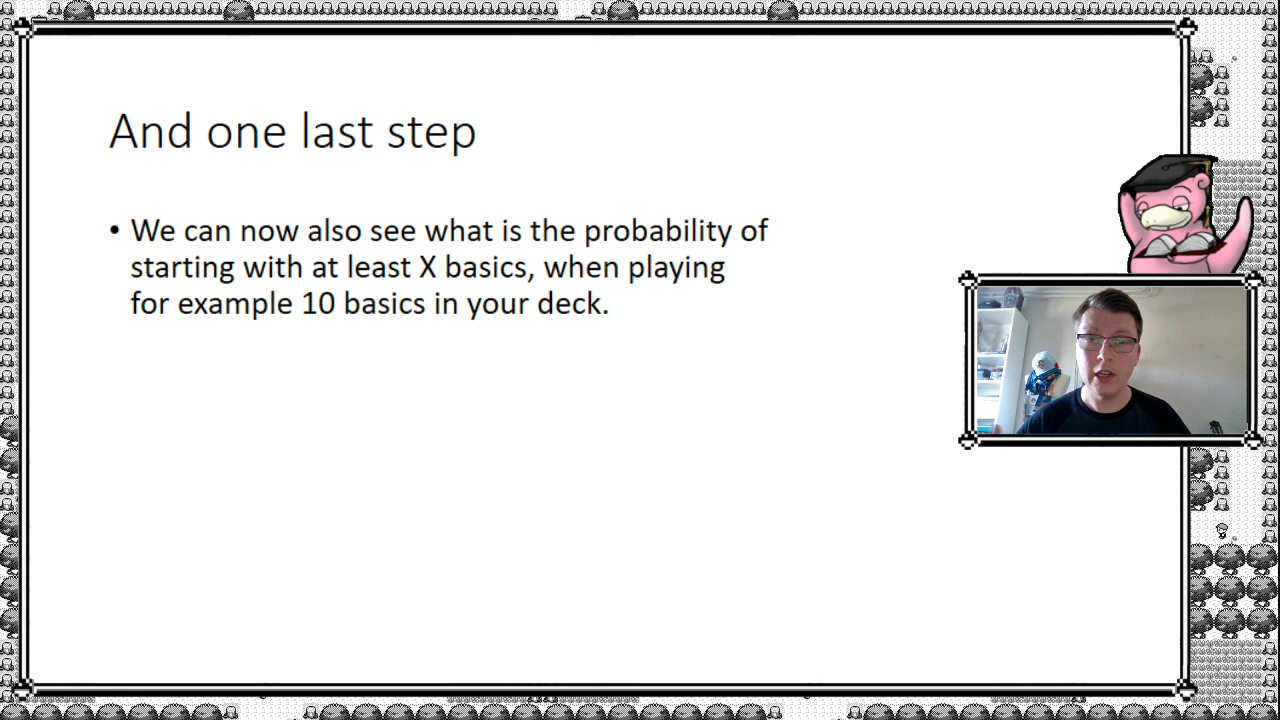 And one last step
• We can now also see what is the probability of
starting with at least X basics, when playing
for example 10 basics in your deck.